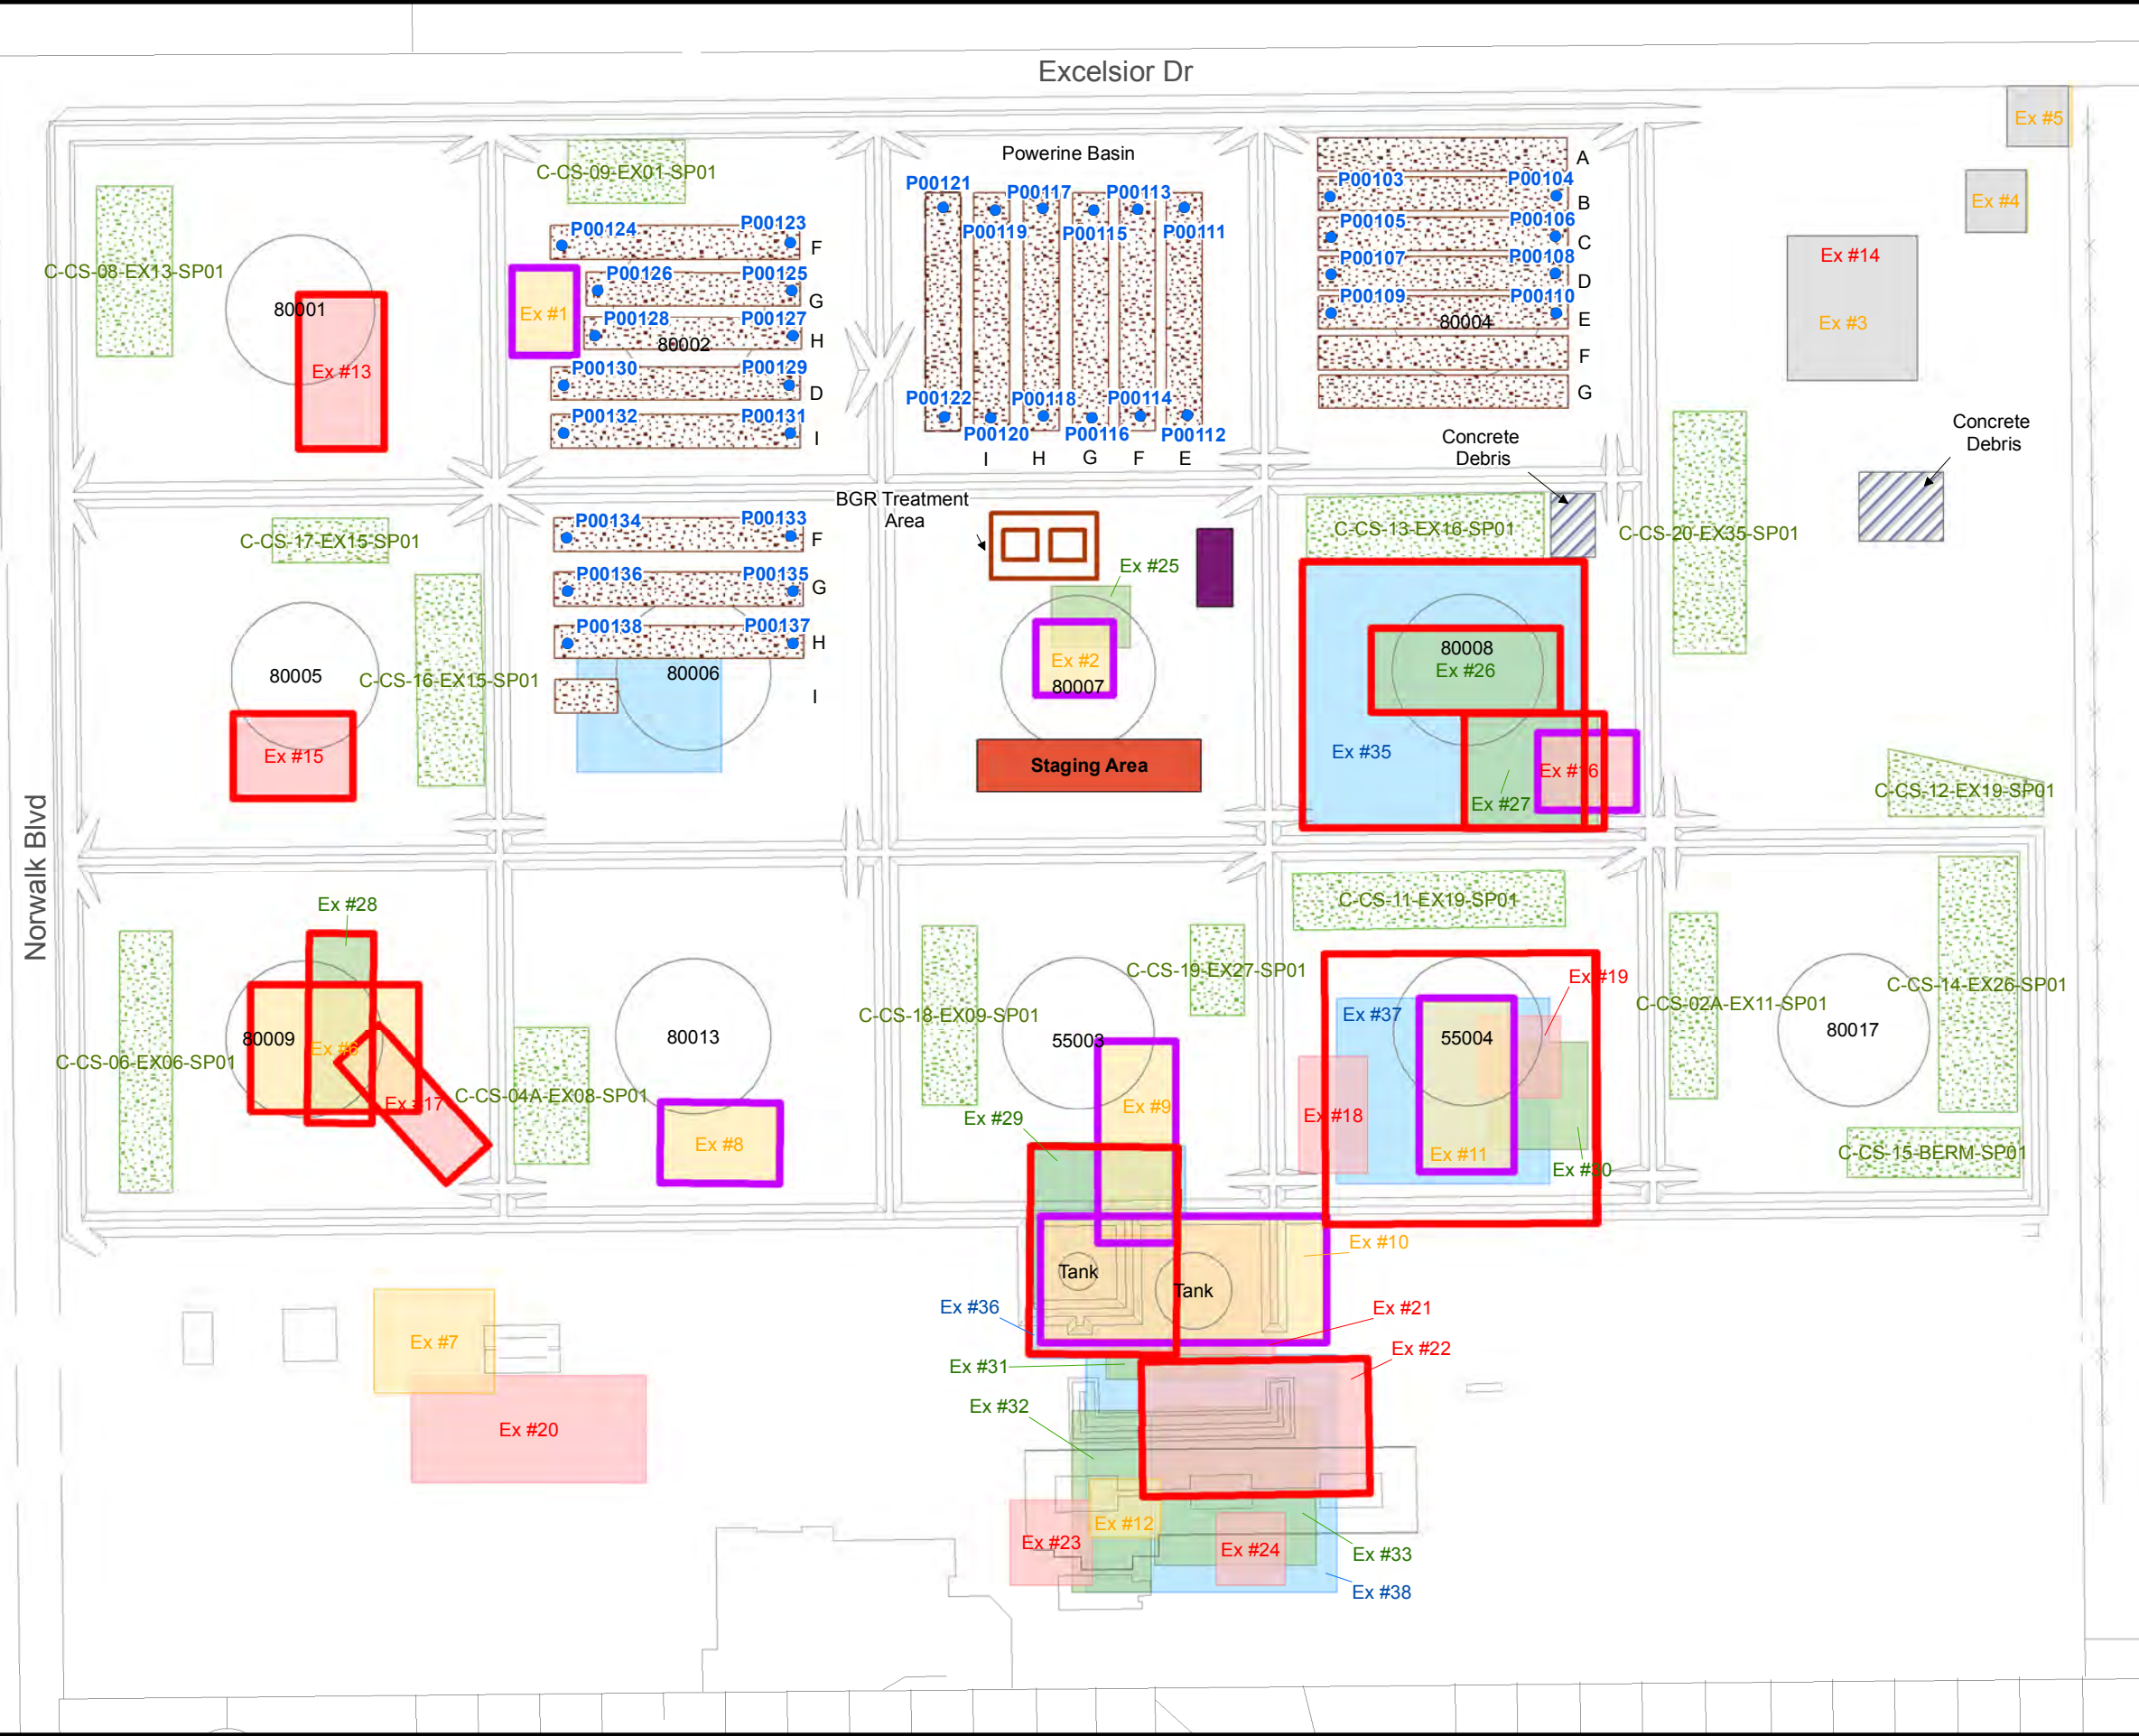 Excelsior Dr
Ex #5
Powerine Basin
A
C-CS-09-EX01-SP01
P00121
P00117
P00113
P00103
P00104
Ex #4
B
P00124
P00123
P00119
P00115
P00111
P00105
P00106
F
C
Ex #14
C-CS-08-EX13-SP01
P00126
P00125
P00107
P00108
D
G
80001
Ex #1
P00109
P00110
Ex #3
P00128
P00127
80004
E
80002
H
F
Ex #13
P00130
P00129
D
G
P00122
P00118
P00114
P00132
P00131
I
P00120
P00116
P00112
Concrete
Debris
Concrete
Debris
I
H
G
F
E
BGR Treatment
Area
P00134
P00133
C-CS-17-EX15-SP01
F
C-CS-13-EX16-SP01
C-CS-20-EX35-SP01
Ex #25
P00136
P00135
G
P00138
P00137
H
80008
Ex #2
Ex #26
80005
C-CS-16-EX15-SP01
80006
80007
I
Ex #15
Ex #35
Staging Area
Ex #16
C-CS-12-EX19-SP01
Ex #27
Norwalk Blvd
Ex #28
C-CS-11-EX19-SP01
C-CS-19-EX27-SP01
Ex #19
C-CS-18-EX09-SP01
Ex #37
C-CS-02A-EX11-SP01
C-CS-14-EX26-SP01
80009
Ex #6
80013
55003
55004
80017
C-CS-06-EX06-SP01
C-CS-04A-EX08-SP01
Ex #17
Ex #9
Ex #29
Ex #18
Ex #8
Ex #11
C-CS-15-BERM-SP01
Ex #30
Ex #10
Tank
Tank
Ex #36
Ex #21
Ex #7
Ex #22
Ex #31
Ex #32
Ex #20
Ex #12
Ex #23
Ex #24
Ex #33
Ex #38